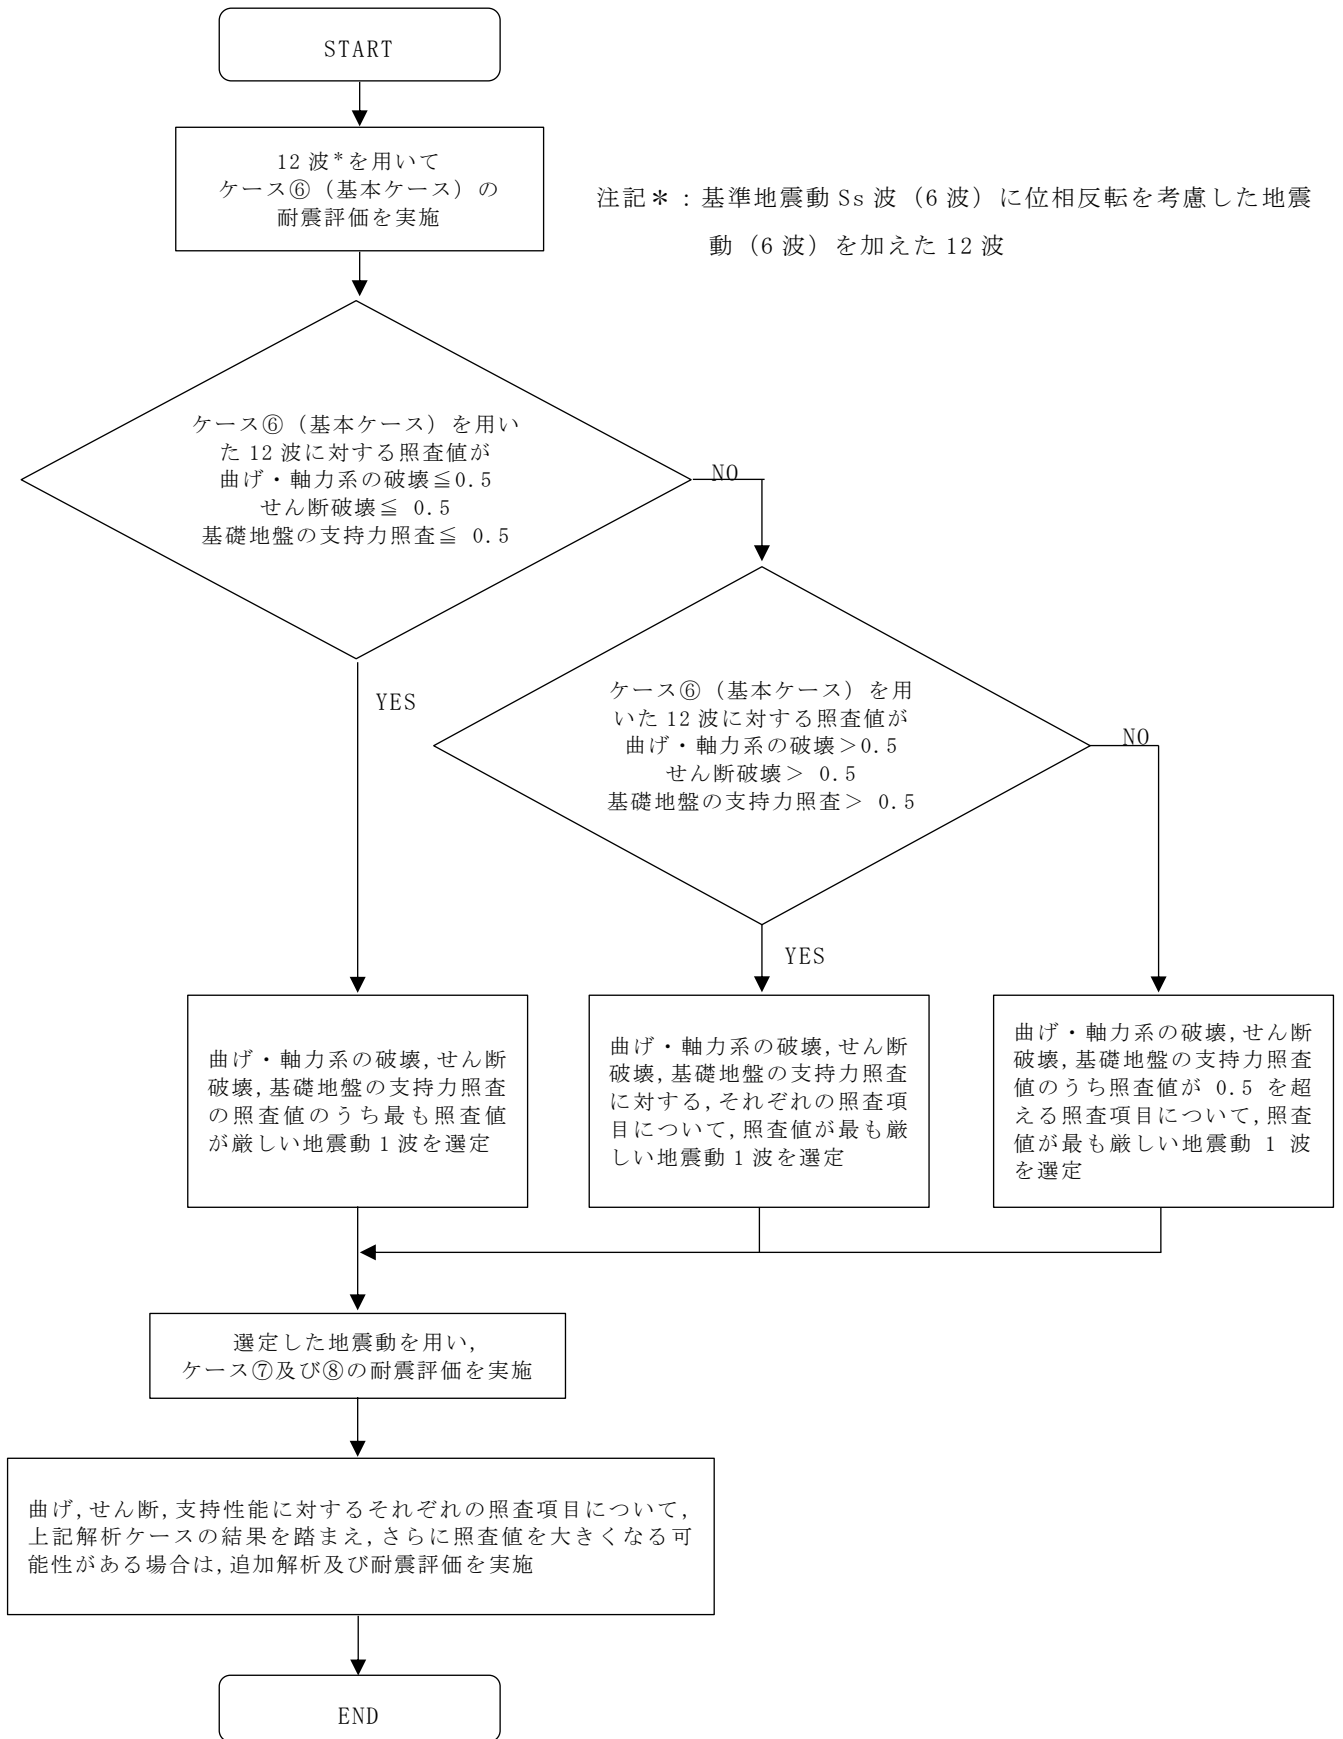 START
12 波*を用いて
ケース⑥（基本ケース）の
耐震評価を実施
注記＊：基準地震動 Ss 波（6 波）に位相反転を考慮した地震
動（6 波）を加えた 12 波
ケース⑥（基本ケース）を用い
た 12 波に対する照査値が
曲げ・軸力系の破壊≦0.5
せん断破壊≦ 0.5
基礎地盤の支持力照査≦ 0.5
NO
YES
ケース⑥（基本ケース）を用
いた 12 波に対する照査値が
曲げ・軸力系の破壊＞0.5
せん断破壊＞ 0.5
基礎地盤の支持力照査＞ 0.5
NO
YES
曲げ・軸力系の破壊,せん断
破壊,基礎地盤の支持力照査
の照査値のうち最も照査値
が厳しい地震動 1 波を選定
曲げ・軸力系の破壊,せん断
破壊,基礎地盤の支持力照査
に対する,それぞれの照査項
目について,照査値が最も厳
しい地震動 1 波を選定
曲げ・軸力系の破壊,せん断
破壊,基礎地盤の支持力照査
値のうち照査値が 0.5 を超
える照査項目について,照査
値が最も厳しい地震動 1 波
を選定
選定した地震動を用い,
ケース⑦及び⑧の耐震評価を実施
曲げ,せん断,支持性能に対するそれぞれの照査項目について,
上記解析ケースの結果を踏まえ,さらに照査値を大きくなる可
能性がある場合は,追加解析及び耐震評価を実施
END